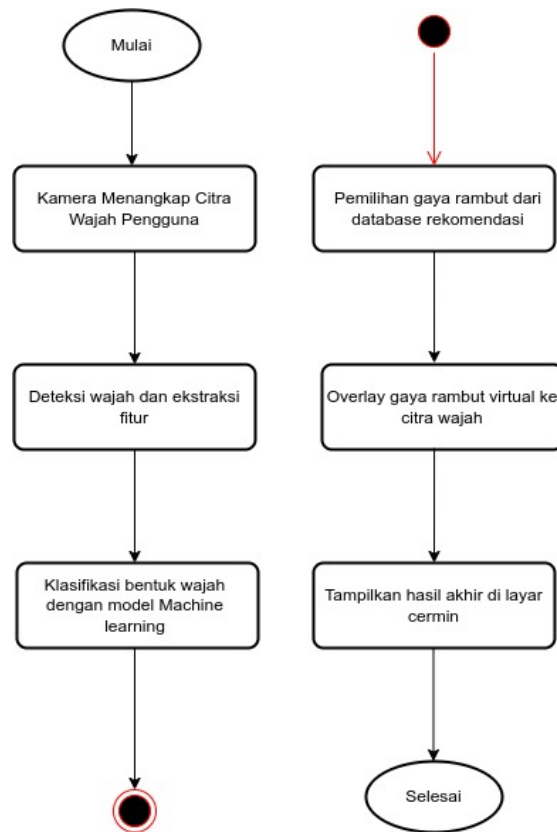 Mulai
Kamera Menangkap Citra
Wajah Pengguna
Deteksi wajah dan ekstraksi
fitur
Klasifikasi bentuk wajah
dengan model Machine
learning
Pemilihan gaya rambut dari
database rekomendasi
Overlay gaya rambut virtual ke
citra wajah
Tampilkan hasil akhir di layar
cermin
Selesai